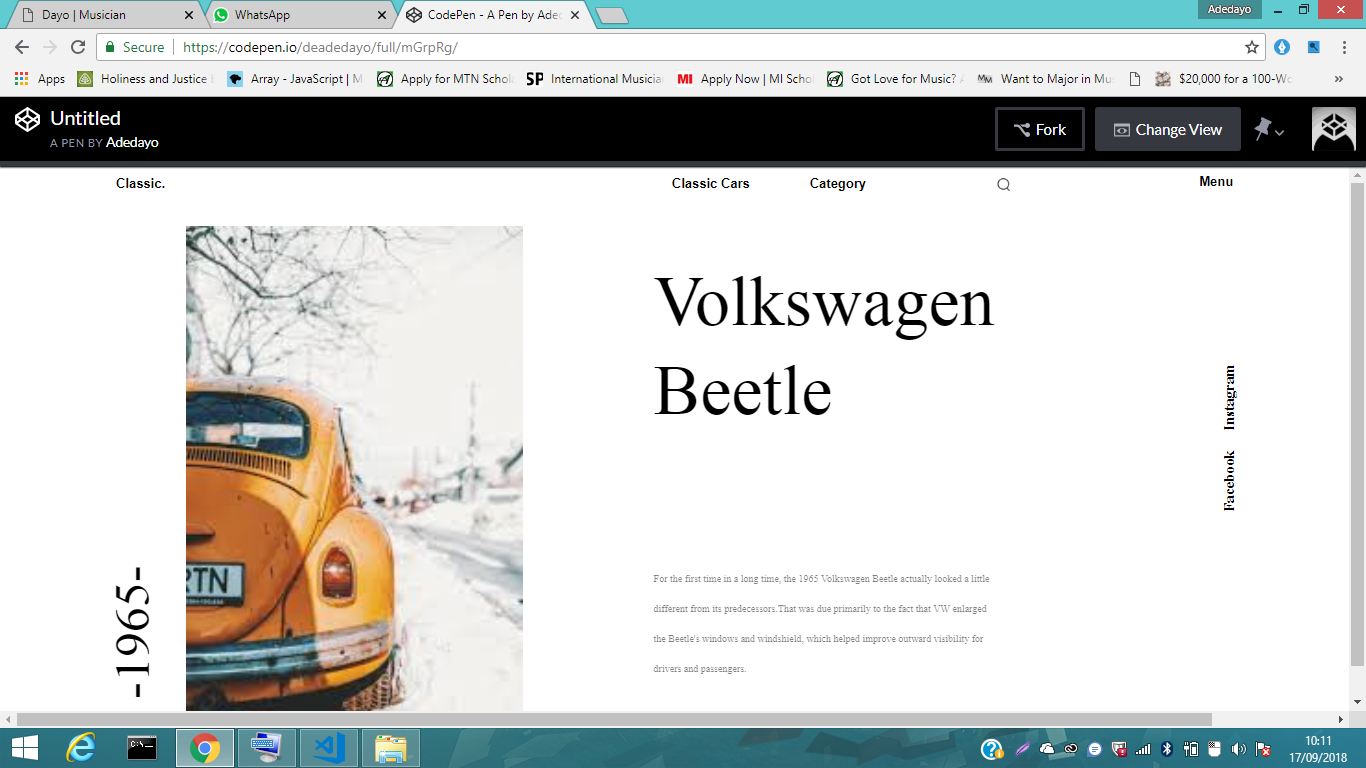 Dayo | Musician
WhatsApp
CodePen - A Pen by Adec
Adedayo
Secure
https://codepen.io/deadedayo/full/mGrpRg/
Apps
Holiness and Justice
Array - JavaScript | M
Apply for MTN Schol
SP
International Musician
MI
Apply Now | MI Scho
Got Love for Music?
Want to Major in Mu
$20,000 for a 100-Wo
»
Untitled
A PEN BY Adedayo
Fork
Change View
Classic.
Classic Cars
Category
Menu
Volkswagen
Beetle
Instagram
Facebook
-1965-
RTN
For the first time in a long time, the 1965 Volkswagen Beetle actually looked a little
different from its predecessors.That was due primarily to the fact that VW enlarged
the Beetle's windows and windshield, which helped improve outward visibility for
drivers and passengers.
10:11
17/09/2018